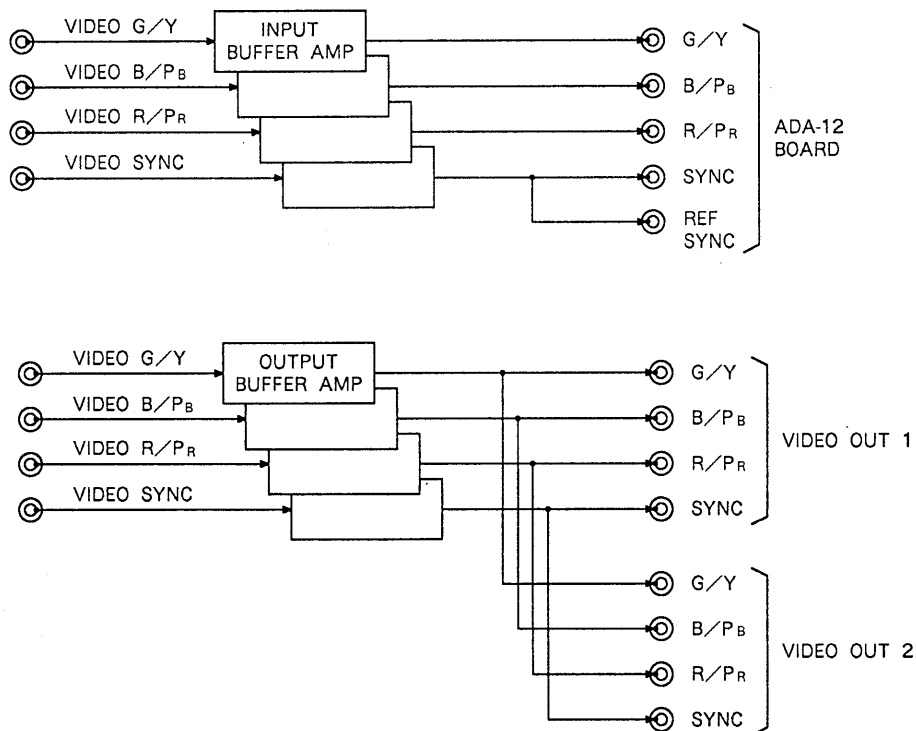 VIDEO G/Y
INPUT
BUFFER AMP
G/Y
VIDEO B/PB
B/PB
VIDEO R/PR
R/PR
ADA-12
BOARD
VIDEO SYNC
SYNC
REF
SYNC
VIDEO G/Y
OUTPUT
BUFFER AMP
G/Y
VIDEO B/PB
B/PB
VIDEO OUT 1
VIDEO R/PR
R/PR
VIDEO SYNC
SYNC
G/Y
B/PB
VIDEO OUT 2
R/PR
SYNC